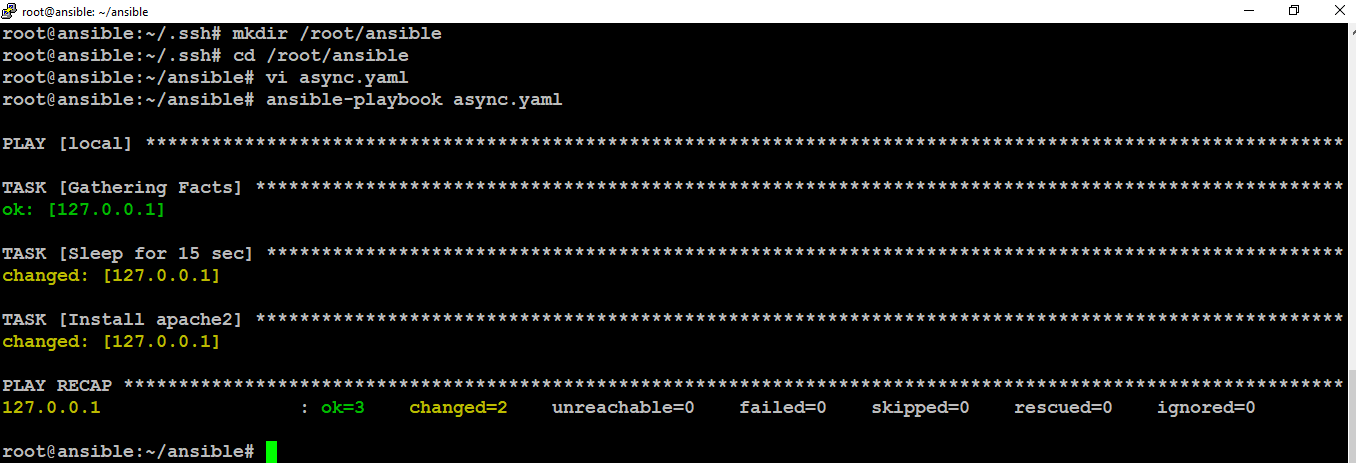 root@ansible: ~/ansible
root@ansible:~/.ssh# mkdir /root/ansible
root@ansible:~/.ssh# cd /root/ansible
root@ansible:~/ansible# vi async.yaml
root@ansible:~/ansible# ansible-playbook async.yaml
PLAY [local] *************************************************************************************************************
TASK [Gathering Facts] ***************************************************************************************************
ok: [127.0.0.1]
TASK [Sleep for 15 sec] **************************************************************************************************
changed: [127.0.0.1]
TASK [Install apache2] ***************************************************************************************************
changed: [127.0.0.1]
PLAY RECAP ***************************************************************************************************************
127.0.0.1                  : ok=3    changed=2    unreachable=0    failed=0    skipped=0    rescued=0    ignored=0
root@ansible:~/ansible#